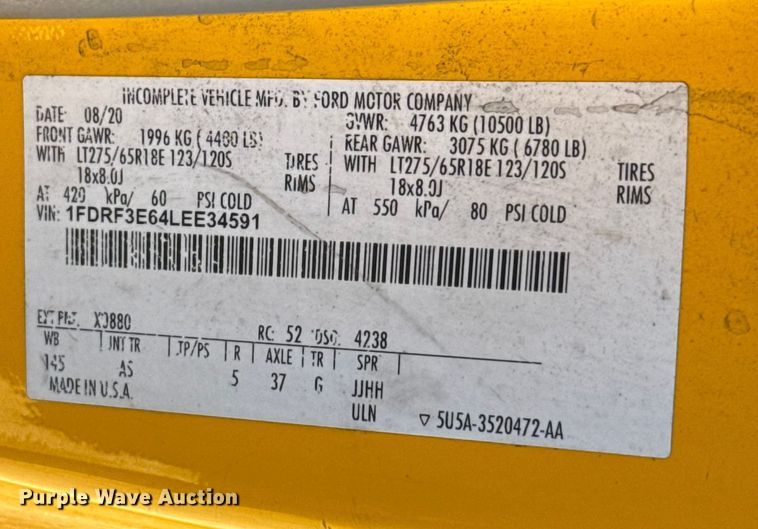 INCOMPLETE VEHICLE MFD. BY FORD MOTOR COMPANY
DATE: 08/20 GVWR: 4763 KG (10500 LB)
FRONT GAWR: 1996 KG (4400 LB) REAR GAWR: 3075 KG (6780 LB)
WITH LT275/65R18E 123/120S TIRES WITH LT275/65R18E 123/120S TIRES
18x8.0J RIMS 18x8.0J RIMS
AT 420 kPa/ 60 PSI COLD AT 550 kPa/ 80 PSI COLD
VIN: 1FDRF3E64LEE34591
EXT PNT: X0880 RC: 52 DSO: 4238
WB INT TR TP/PS R AXLE TR SPR
145 AS 5 37 G JJHH
MADE IN U.S.A. ULN ▽ 5U5A-3520472-AA
Purple Wave Auction